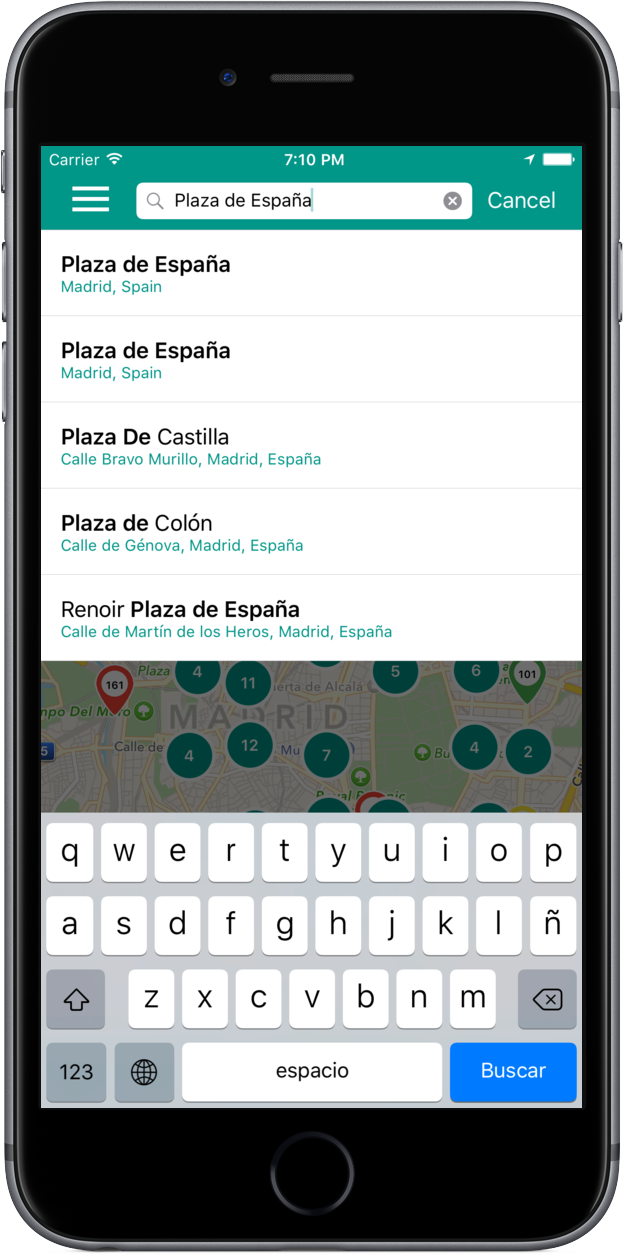 Carrier 7:10 PM
Plaza de España Cancel
Plaza de España
Madrid, Spain
Plaza de España
Madrid, Spain
Plaza De Castilla
Calle Bravo Murillo, Madrid, España
Plaza de Colón
Calle de Génova, Madrid, España
Renoir Plaza de España
Calle de Martín de los Heros, Madrid, España
Plaza 4 5 6 101
161 11 erta de Alcalá
mpo Del Moro MADRID
5 Calle de 4 12 Mu 7 Bu 4 2
q w e r t y u i o p
a s d f g h j k l ñ
z x c v b n m
123 espacio Buscar